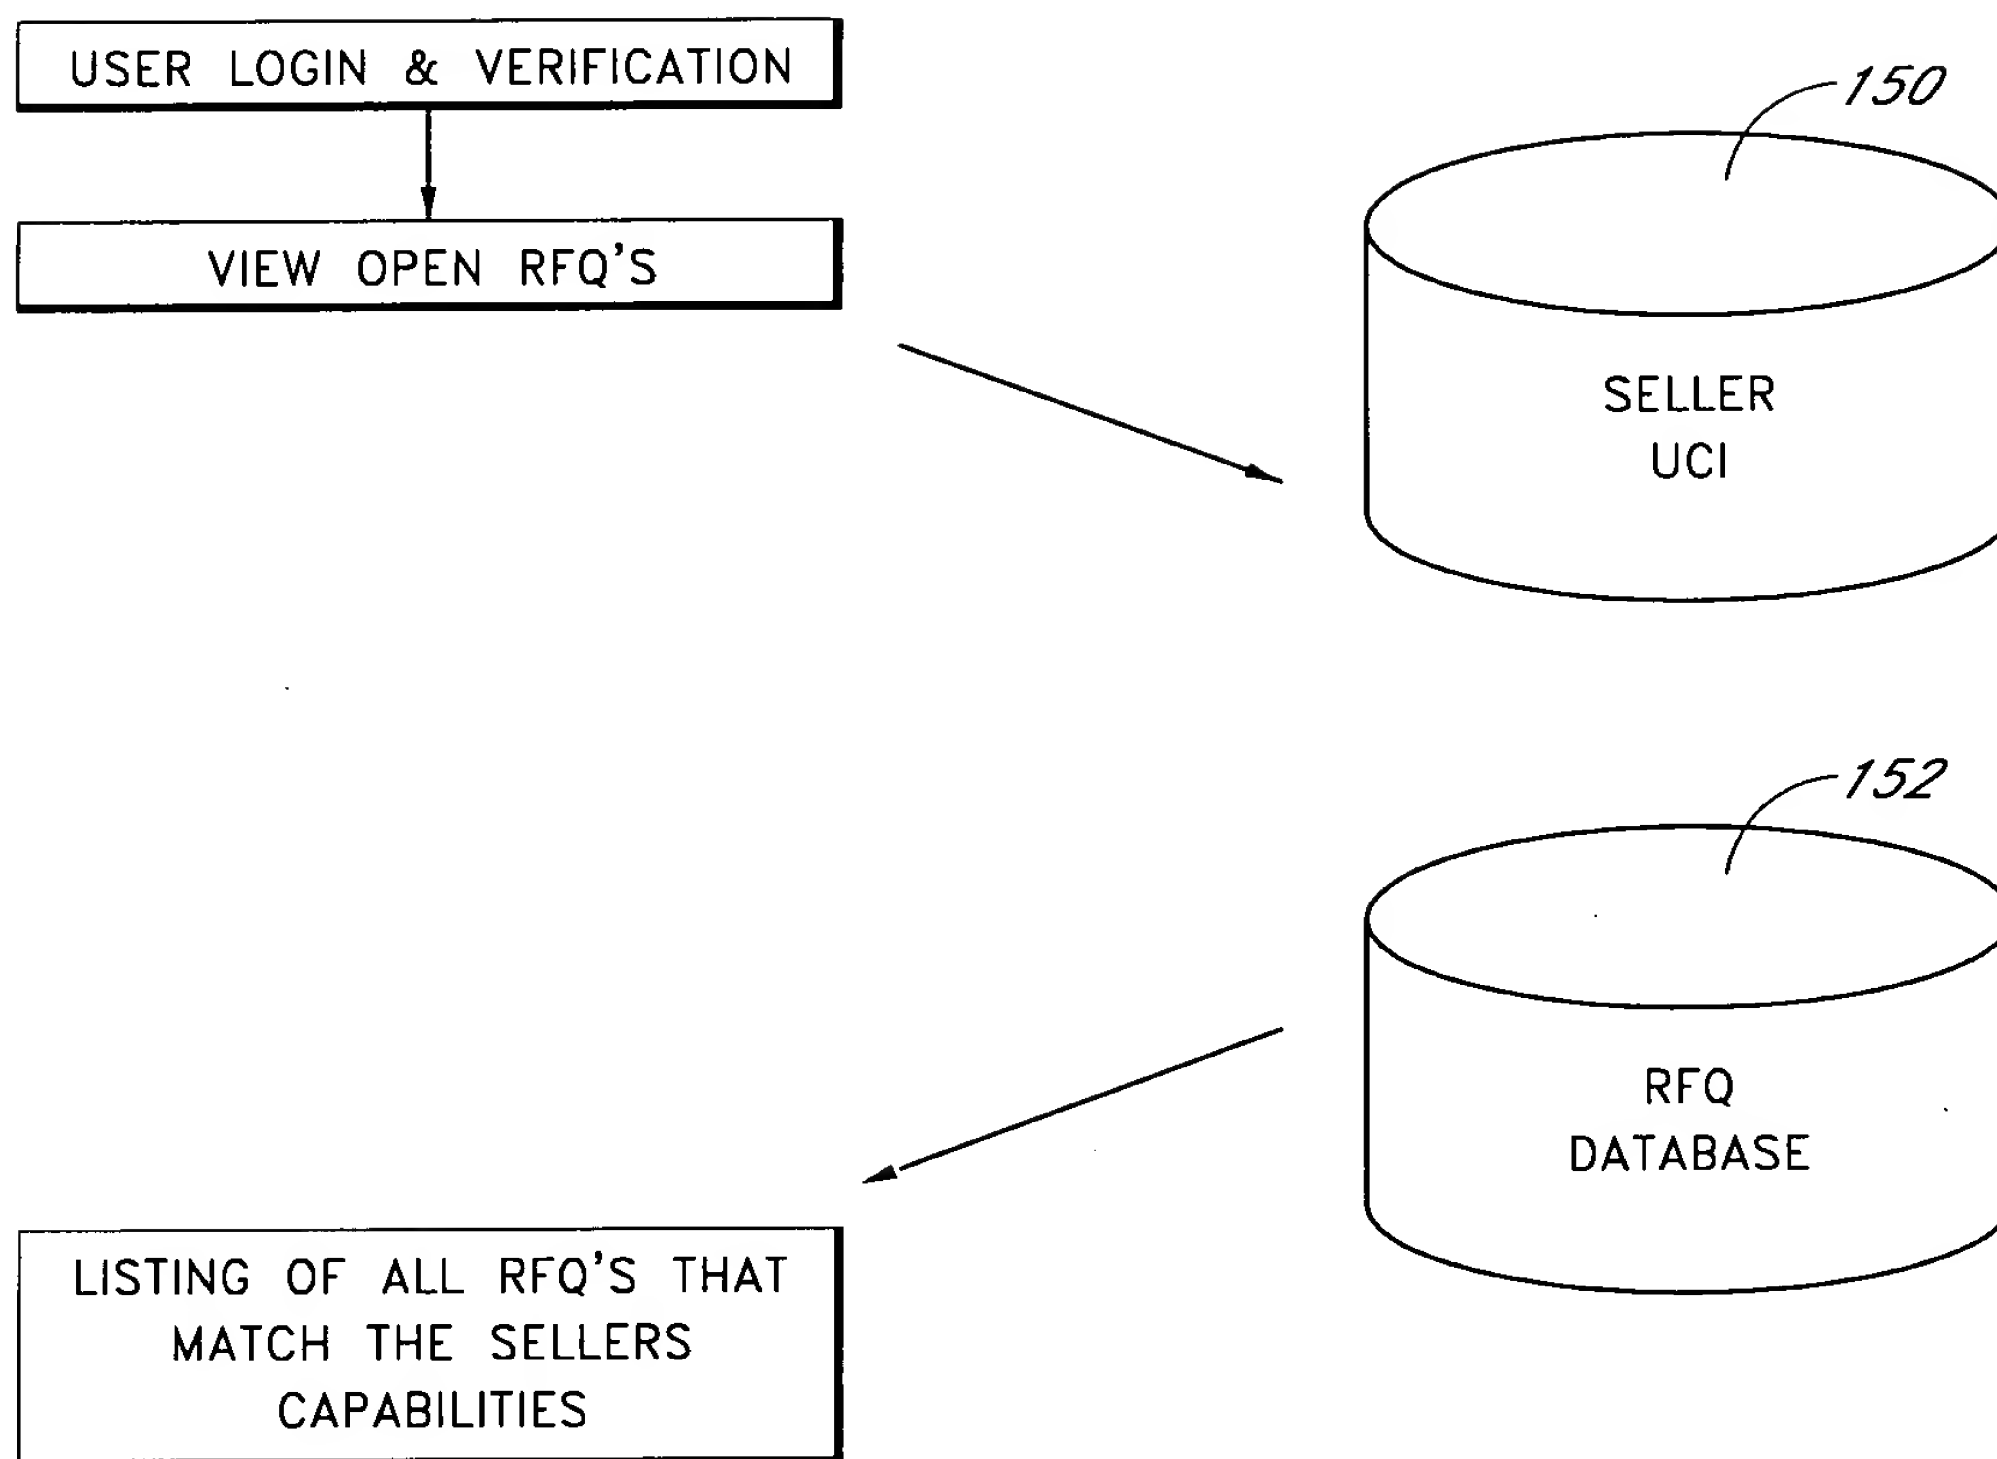 USER LOGIN & VERIFICATION
VIEW OPEN RFQ'S
150
SELLER
UCI
152
RFQ
DATABASE
LISTING OF ALL RFQ'S THAT
MATCH THE SELLERS
CAPABILITIES